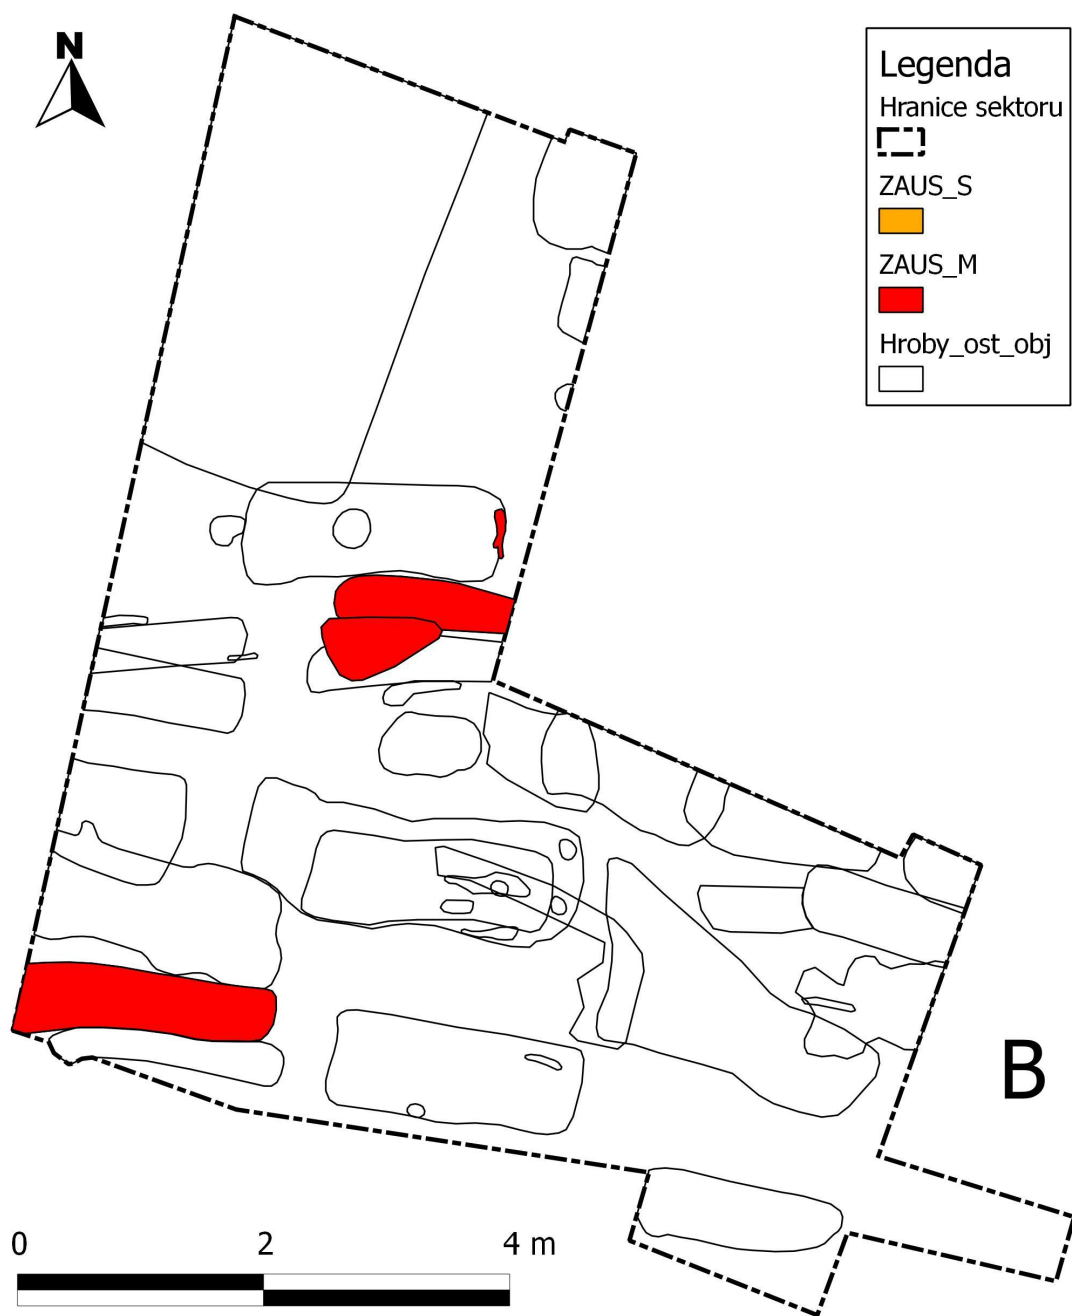 N
Legenda
Hranice sektoru
ZAUS_S
ZAUS_M
Hroby_ost_obj
B
0 2 4 m